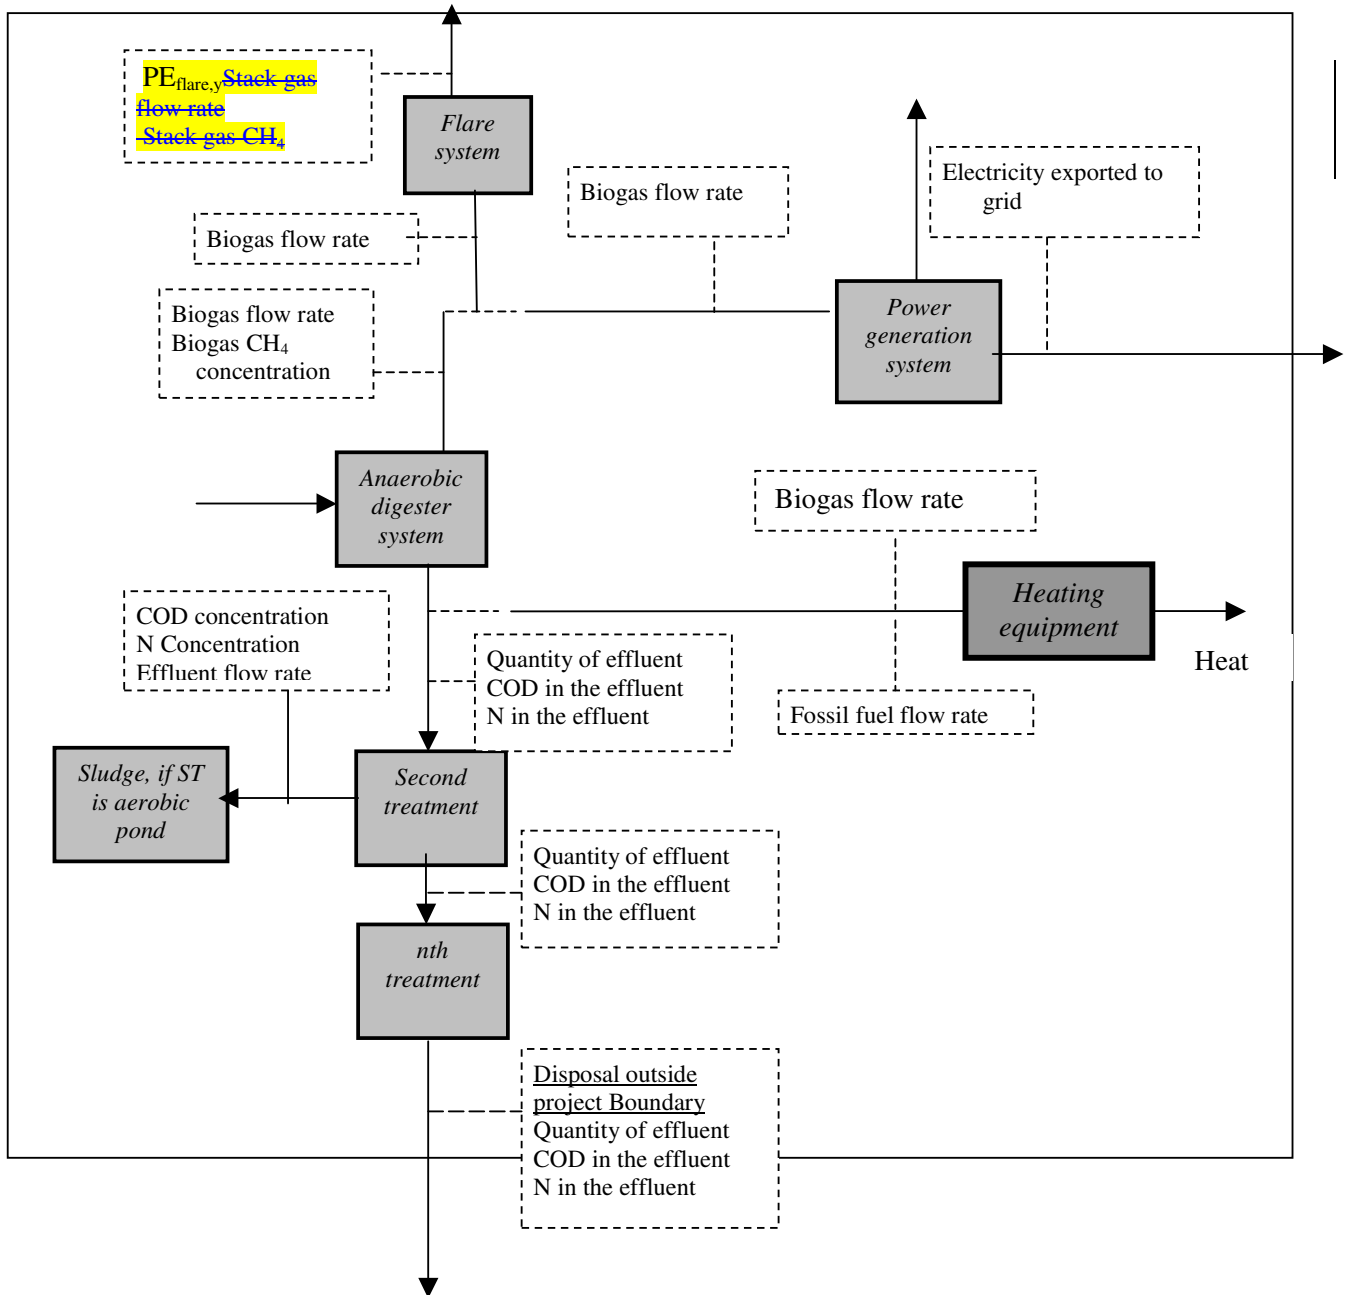 PEflare,yStack gas
flow rate
Stack gas CH4
Flare
system
Biogas flow rate
Electricity exported to
grid
Biogas flow rate
Biogas flow rate
Biogas CH4
concentration
Power
generation
system
Anaerobic
digester
system
Biogas flow rate
Heating
equipment
Heat
COD concentration
N Concentration
Effluent flow rate
Quantity of effluent
COD in the effluent
N in the effluent
Fossil fuel flow rate
Sludge, if ST
is aerobic
pond
Second
treatment
Quantity of effluent
COD in the effluent
N in the effluent
nth
treatment
Disposal outside
project Boundary
Quantity of effluent
COD in the effluent
N in the effluent